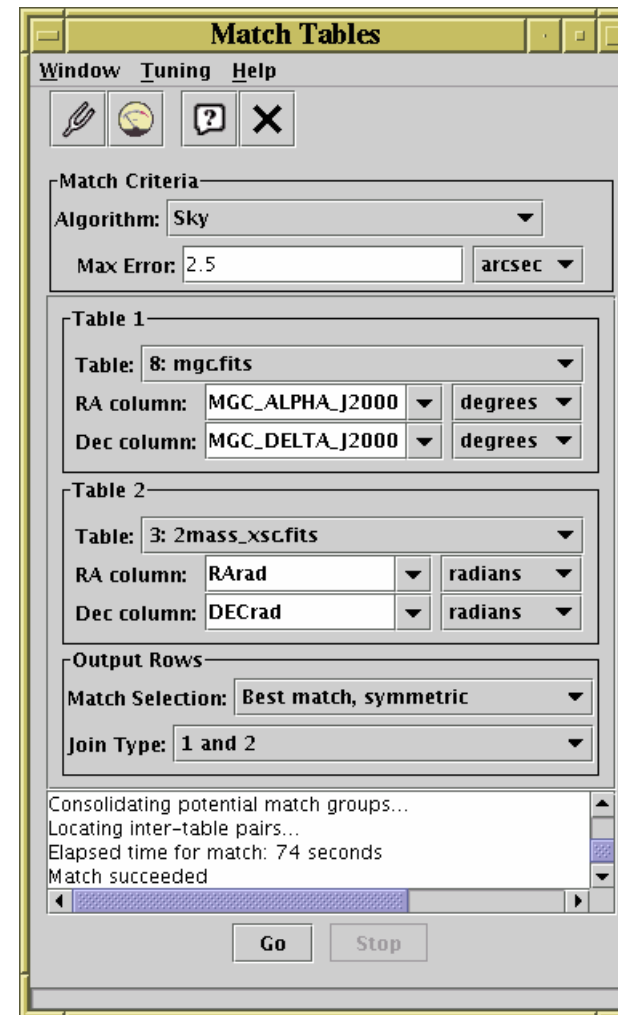 Match Tables
Window Tuning Help
?
Match Criteria
Algorithm: Sky
Max Error: 2.5 arcsec
Table 1
Table: 8: mgc.fits
RA column: MGC_ALPHA_J2000 degrees
Dec column: MGC_DELTA_J2000 degrees
Table 2
Table: 3: 2mass_xsc.fits
RA column: RArad radians
Dec column: DECrad radians
Output Rows
Match Selection: Best match, symmetric
Join Type: 1 and 2
Consolidating potential match groups...
Locating inter-table pairs...
Elapsed time for match: 74 seconds
Match succeeded
Go Stop